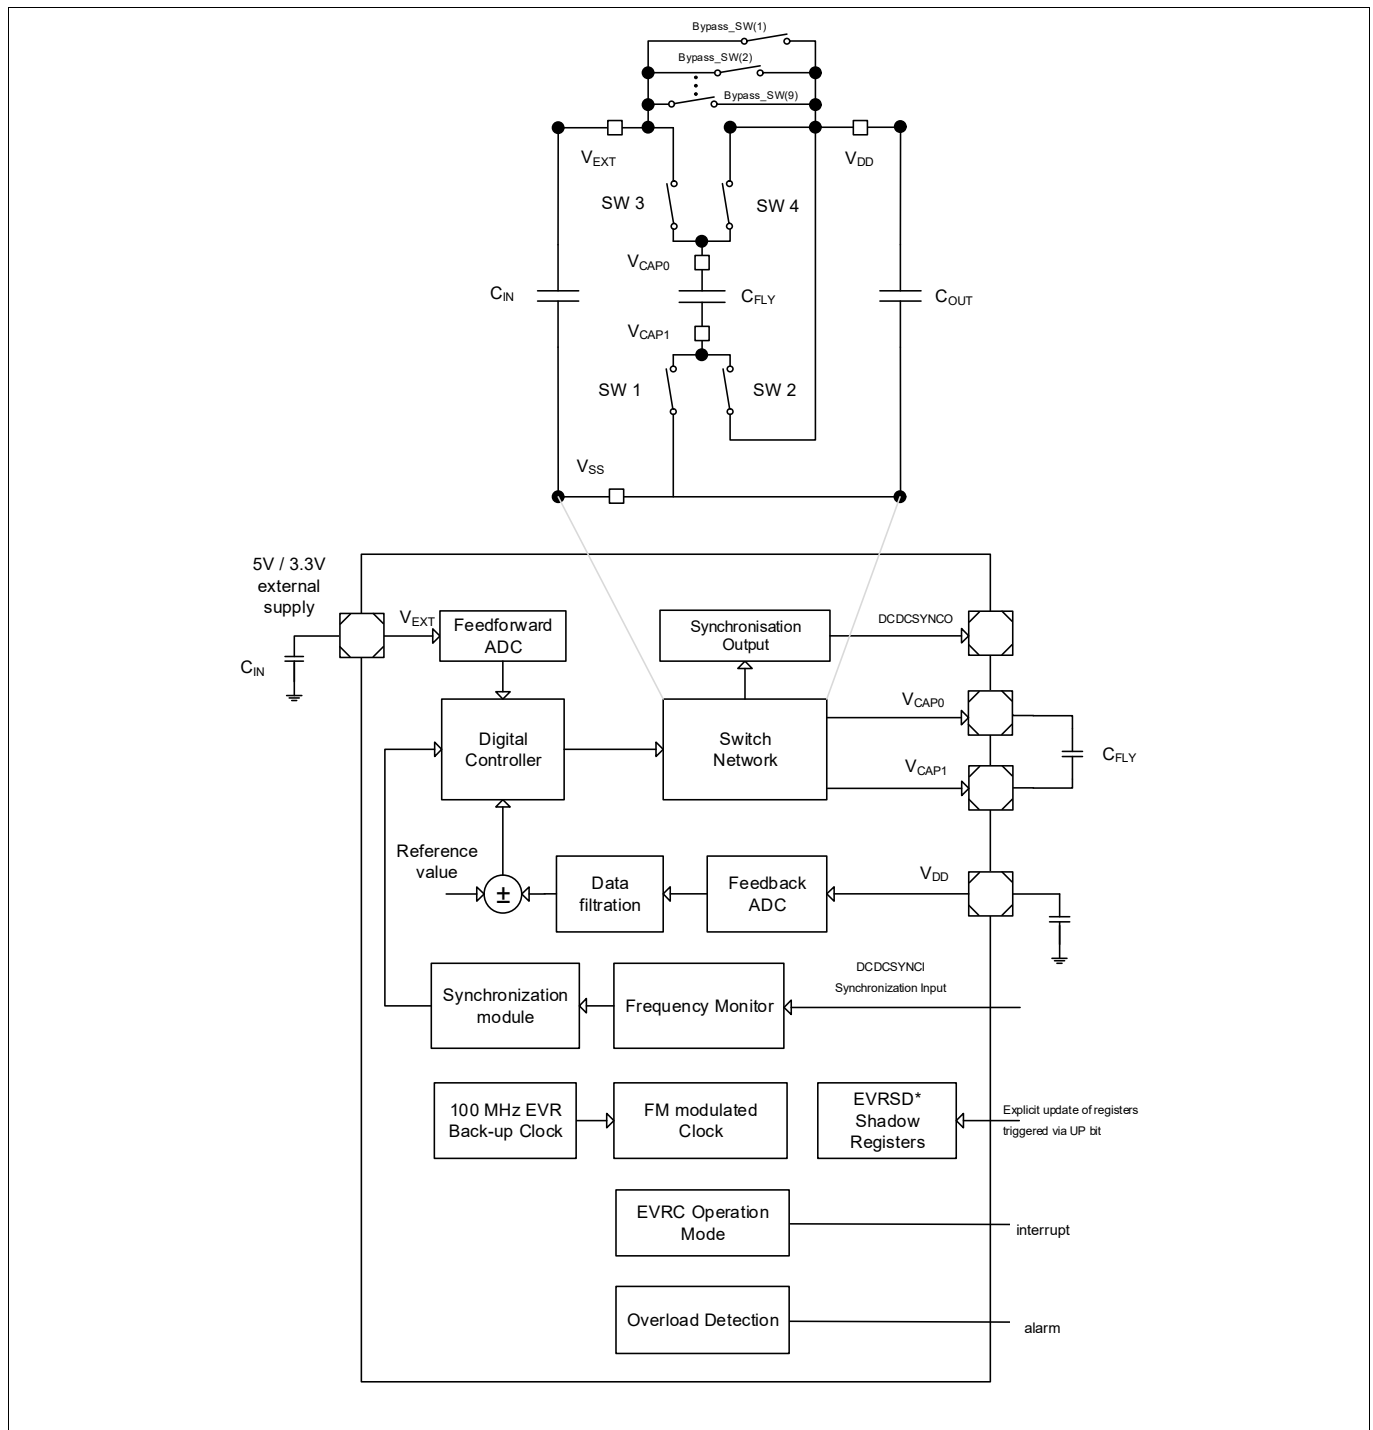 Bypass_SW(1)
Bypass_SW(2)
Bypass_SW(9)
VEXT
VDD
SW 3
SW 4
VCAP0
CIN
CFLY
COUT
VCAP1
SW 1
SW 2
VSS
5V / 3.3V
external
supply
VEXT
Feedforward
ADC
Synchronisation
Output
DCDCSYNCO
CIN
VCAP0
Digital
Controller
Switch
Network
CFLY
VCAP1
Reference
value
±
Data
filtration
Feedback
ADC
VDD
DCDCSYNCI
Synchronization Input
Synchronization
module
Frequency Monitor
100 MHz EVR
Back-up Clock
FM modulated
Clock
EVRSD*
Shadow
Registers
Explicit update of registers
triggered via UP bit
EVRC Operation
Mode
interrupt
Overload Detection
alarm